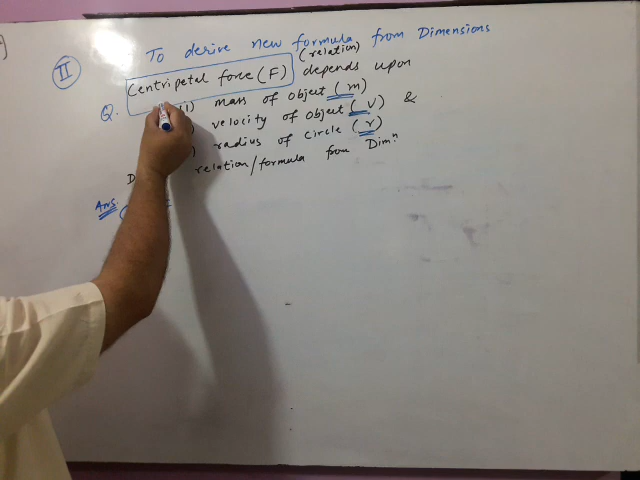 II To derive new formula from Dimensions
(relation)
Q. Centripetal force (F) depends upon
(1) mass of object (m)
velocity of object (v) &
radius of circle (r)
D relation/formula from Dimⁿ.
Ans.